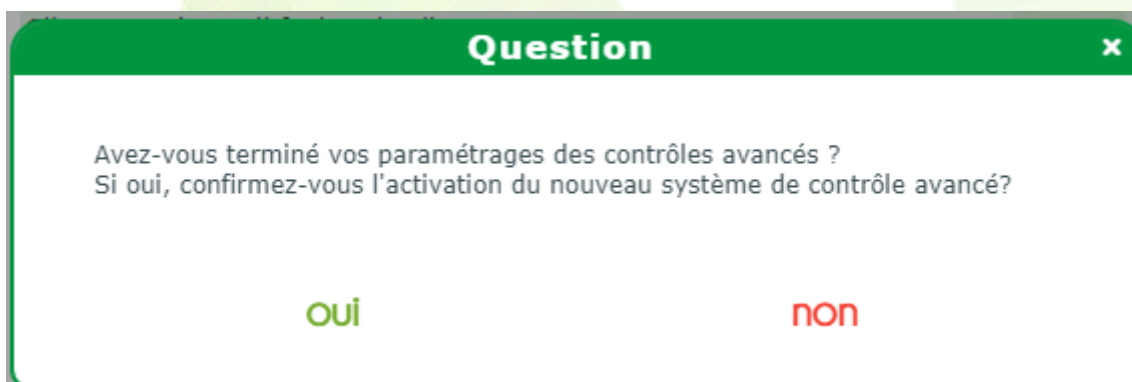 Question
Avez-vous terminé vos paramétrages des contrôles avancés ?
Si oui, confirmez-vous l'activation du nouveau système de contrôle avancé?
oui non